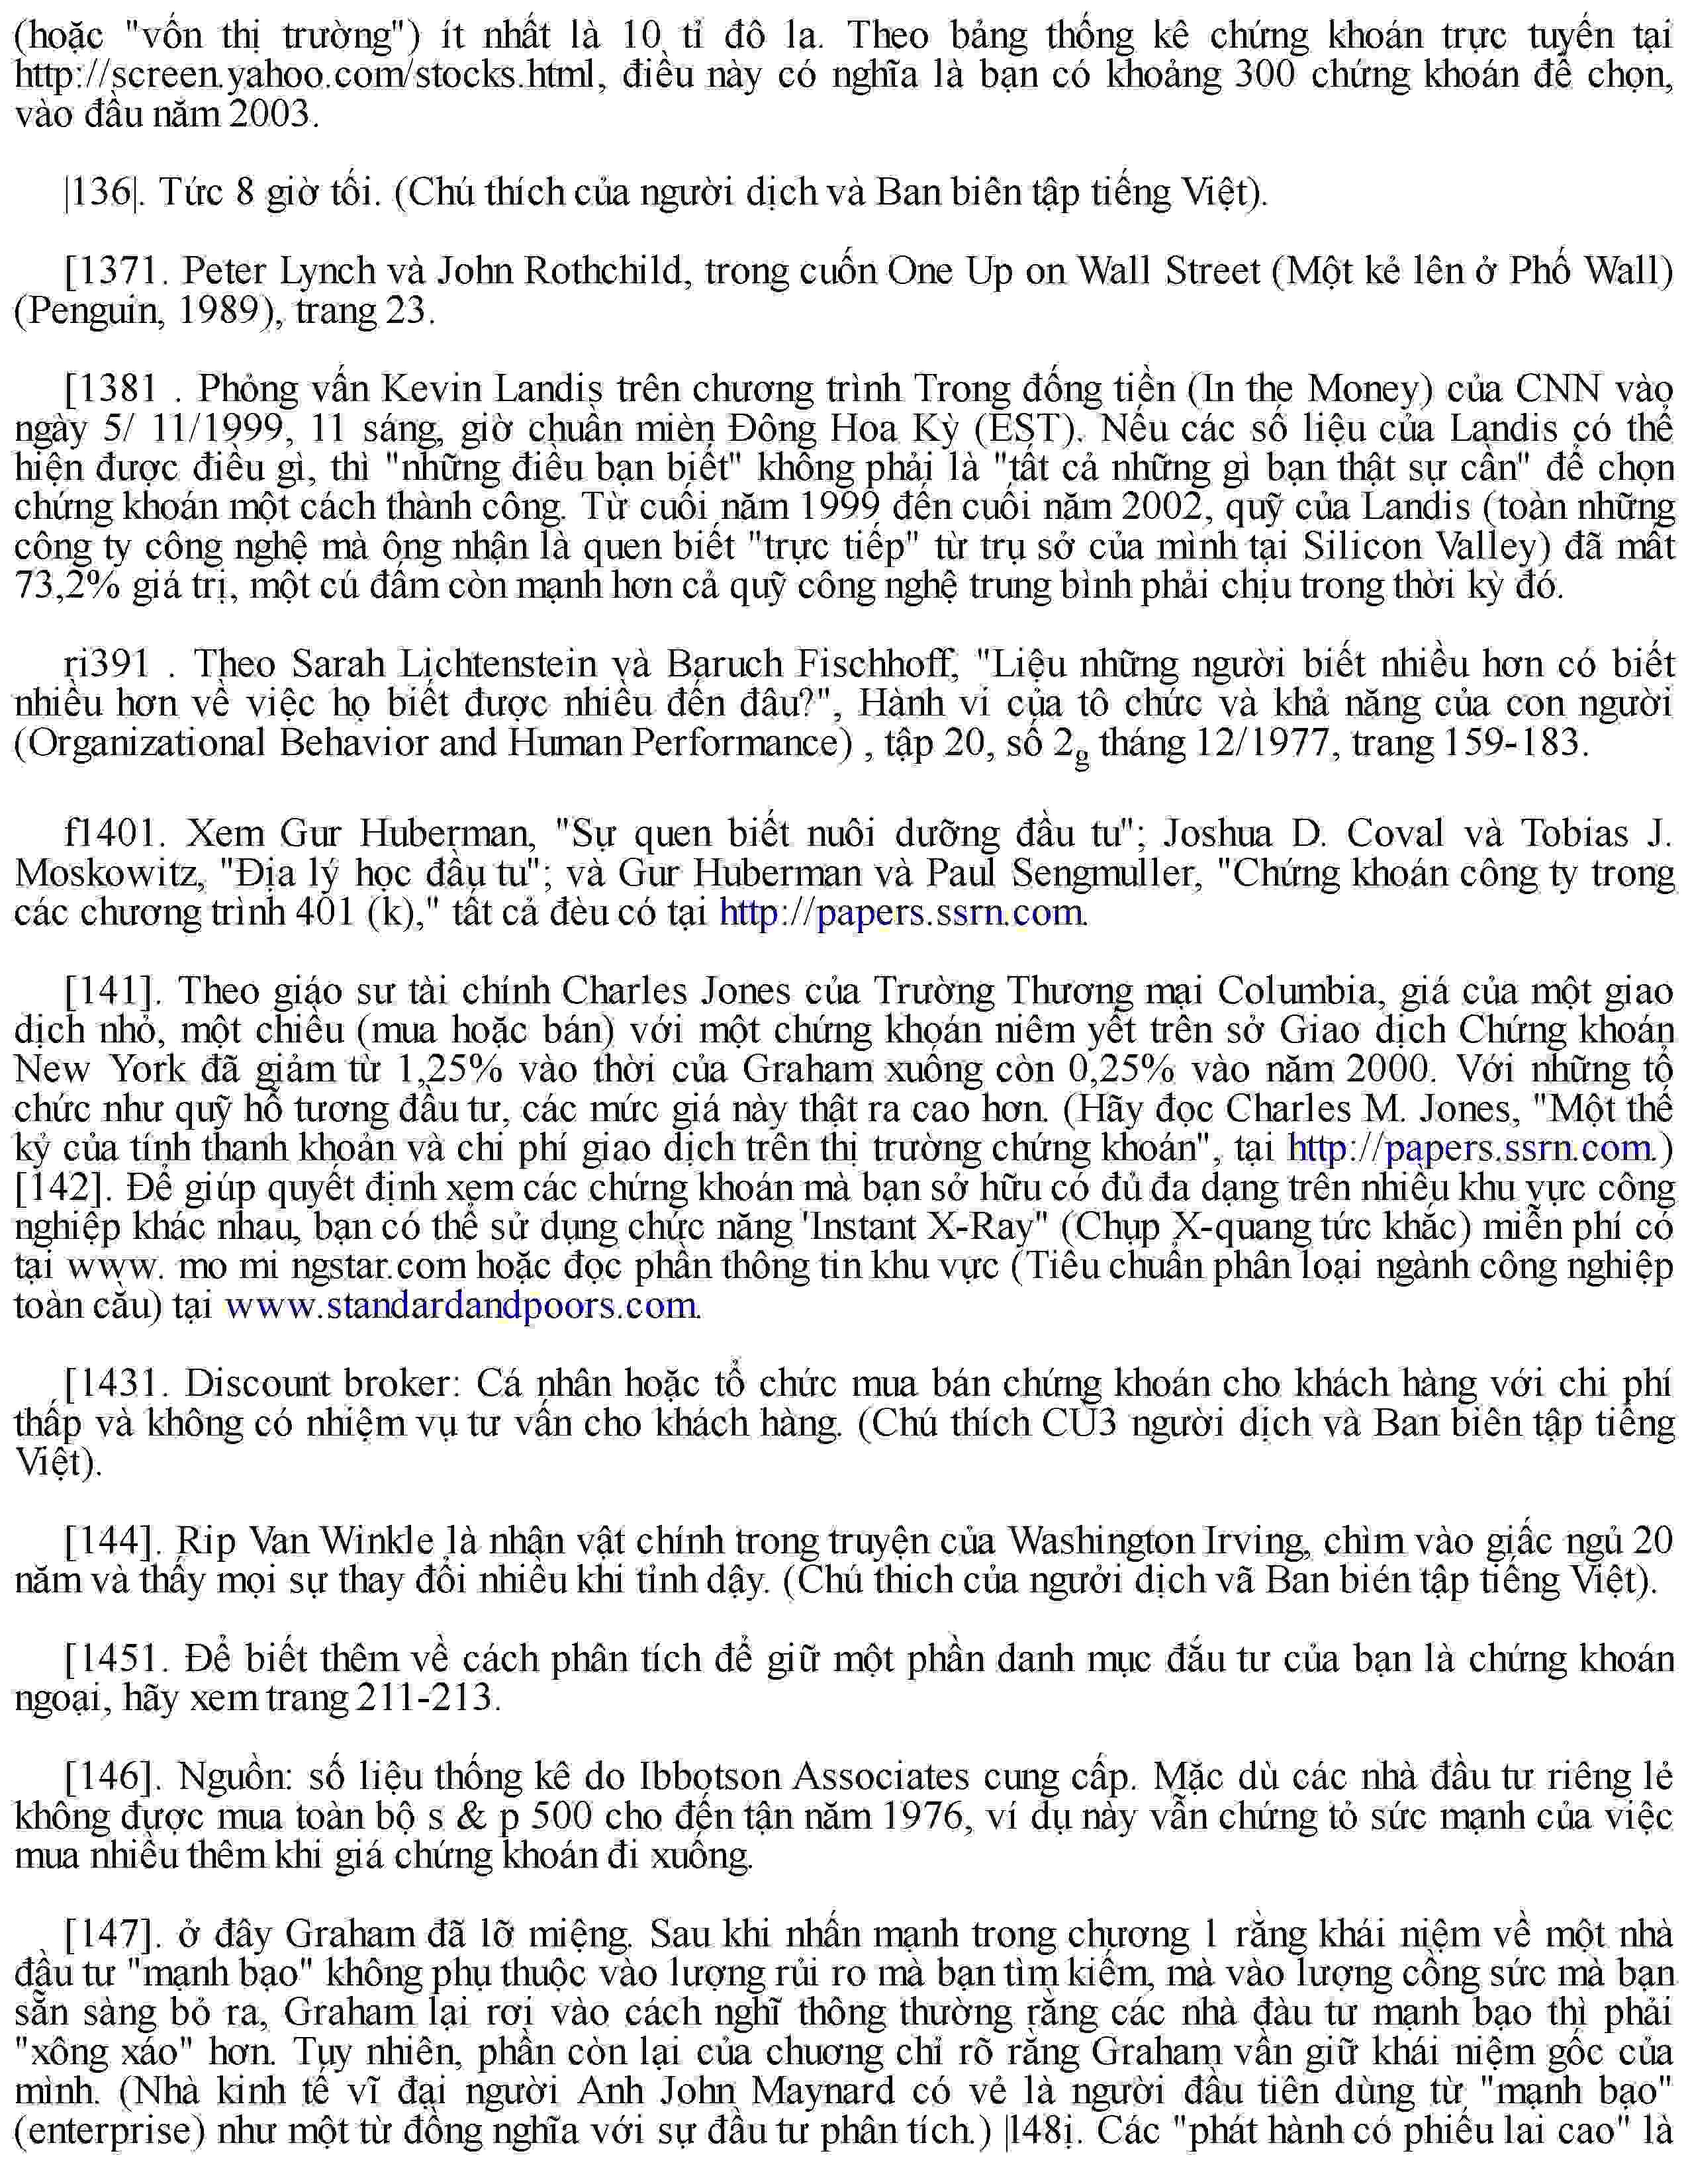 (hoặc "vốn thị trường") ít nhất là 10 tỉ đô la. Theo bảng thống kê chứng khoán trực tuyến tại
http://screen.yahoo.com/stocks.html, điều này có nghĩa là bạn có khoảng 300 chứng khoán để chọn,
vào đầu năm 2003.
|136|. Tức 8 giờ tối. (Chú thích của người dịch và Ban biên tập tiếng Việt).
[1371. Peter Lynch và John Rothchild, trong cuốn One Up on Wall Street (Một kẻ lên ở Phố Wall)
(Penguin, 1989), trang 23.
[1381 . Phỏng vấn Kevin Landis trên chương trình Trong đống tiền (In the Money) của CNN vào
ngày 5/ 11/1999, 11 sáng, giờ chuẩn mièn Đông Hoa Kỳ (EST). Nếu các số liệu của Landis có thể
hiện được điều gì, thì "những điều bạn biết" không phải là "tất cả những gì bạn thật sự cần" để chọn
chứng khoán một cách thành công. Từ cuối năm 1999 đến cuối năm 2002, quỹ của Landis (toàn những
công ty công nghệ mà ông nhận là quen biết "trực tiếp" từ trụ sở của mình tại Silicon Valley) đã mất
73,2% giá trị, một cú đấm còn mạnh hơn cả quỹ công nghệ trung bình phải chịu trong thời kỳ đó.
ri391 . Theo Sarah Lichtenstein và Baruch Fischhoff, "Liệu những người biết nhiều hơn có biết
nhiều hơn về việc họ biết được nhiều đến đâu?", Hành vi của tô chức và khả năng của con người
(Organizational Behavior and Human Performance) , tập 20, số 2g tháng 12/1977, trang 159-183.
f1401. Xem Gur Huberman, "Sự quen biết nuôi dưỡng đầu tu"; Joshua D. Coval và Tobias J.
Moskowitz, "Địa lý học đầu tu"; và Gur Huberman và Paul Sengmuller, "Chứng khoán công ty trong
các chương trình 401 (k)," tất cả đèu có tại http://papers.ssrn.com.
[141]. Theo giáo sư tài chính Charles Jones của Trường Thương mại Columbia, giá của một giao
dịch nhỏ, một chiều (mua hoặc bán) với một chứng khoán niêm yết trên sở Giao dịch Chứng khoán
New York đã giảm từ 1,25% vào thời của Graham xuống còn 0,25% vào năm 2000. Với những tổ
chức như quỹ hỗ tương đầu tư, các mức giá này thật ra cao hơn. (Hãy đọc Charles M. Jones, "Một thế
kỷ của tính thanh khoản và chi phí giao dịch trên thị trường chứng khoán", tại http://papers.ssrn.com.)
[142]. Để giúp quyết định xem các chứng khoán mà bạn sở hữu có đủ đa dạng trên nhiều khu vực công
nghiệp khác nhau, bạn có thể sử dụng chức năng 'Instant X-Ray" (Chụp X-quang tức khắc) miễn phí có
tại www. mo mi ngstar.com hoặc đọc phần thông tin khu vực (Tiêu chuẩn phân loại ngành công nghiệp
toàn cầu) tại www.standardandpoors.com.
[1431. Discount broker: Cá nhân hoặc tổ chức mua bán chứng khoán cho khách hàng với chi phí
thấp và không có nhiệm vụ tư vấn cho khách hàng. (Chú thích CỦ3 người dịch và Ban biên tập tiếng
Việt).
[144]. Rip Van Winkle là nhân vật chính trong truyện của Washington Irving, chìm vào giấc ngủ 20
năm và thấy mọi sự thay đổi nhiều khi tỉnh dậy. (Chú thich của người dịch vã Ban bién tập tiếng Việt).
[1451. Để biết thêm về cách phân tích để giữ một phần danh mục đắu tư của bạn là chứng khoán
ngoại, hãy xem trang 211-213.
[146]. Nguồn: số liệu thống kê do Ibbotson Associates cung cấp. Mặc dù các nhà đầu tư riêng lẻ
không được mua toàn bộ s & p 500 cho đến tận năm 1976, ví dụ này vẫn chứng tỏ sức mạnh của việc
mua nhiều thêm khi giá chứng khoán đi xuống.
[147]. ở đây Graham đã lỡ miệng. Sau khi nhấn mạnh trong chương 1 rằng khái niệm về một nhà
đầu tư "mạnh bạo" không phụ thuộc vào lượng rủi ro mà bạn tìm kiếm, mà vào lượng công sức mà bạn
sẵn sàng bỏ ra, Graham lại rơi vào cách nghĩ thông thường rằng các nhà đàu tư mạnh bạo thì phải
"xông xáo" hơn. Tụy nhiên, phần còn lại của chuơng chỉ rõ rằng Graham vần giữ khái niệm gốc của
mình. (Nhà kinh tế vĩ đại người Anh John Maynard có vẻ là người đầu tiên dùng từ "mạnh bạo"
(enterprise) như một từ đồng nghĩa với sự đầu tư phân tích.) |148ị. Các "phát hành có phiếu lai cao" là